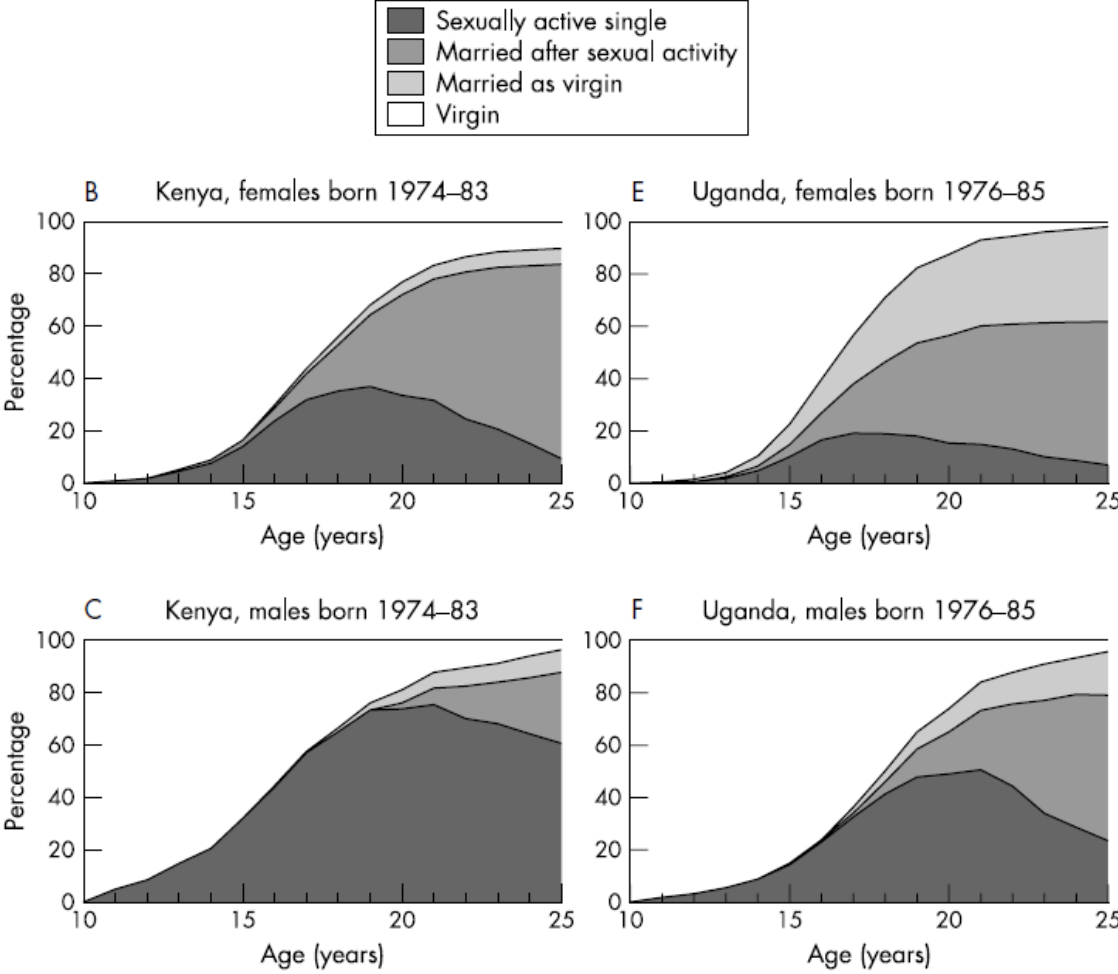 Sexually active single
Married after sexual activity
Married as virgin
Virgin
B Kenya, females born 1974–83
100
80
60
40
20
0
Percentage
10 15 20 25
Age (years)
E Uganda, females born 1976–85
100
80
60
40
20
0
10 15 20 25
Age (years)
C Kenya, males born 1974–83
100
80
60
40
20
0
Percentage
10 15 20 25
Age (years)
F Uganda, males born 1976–85
100
80
60
40
20
0
10 15 20 25
Age (years)